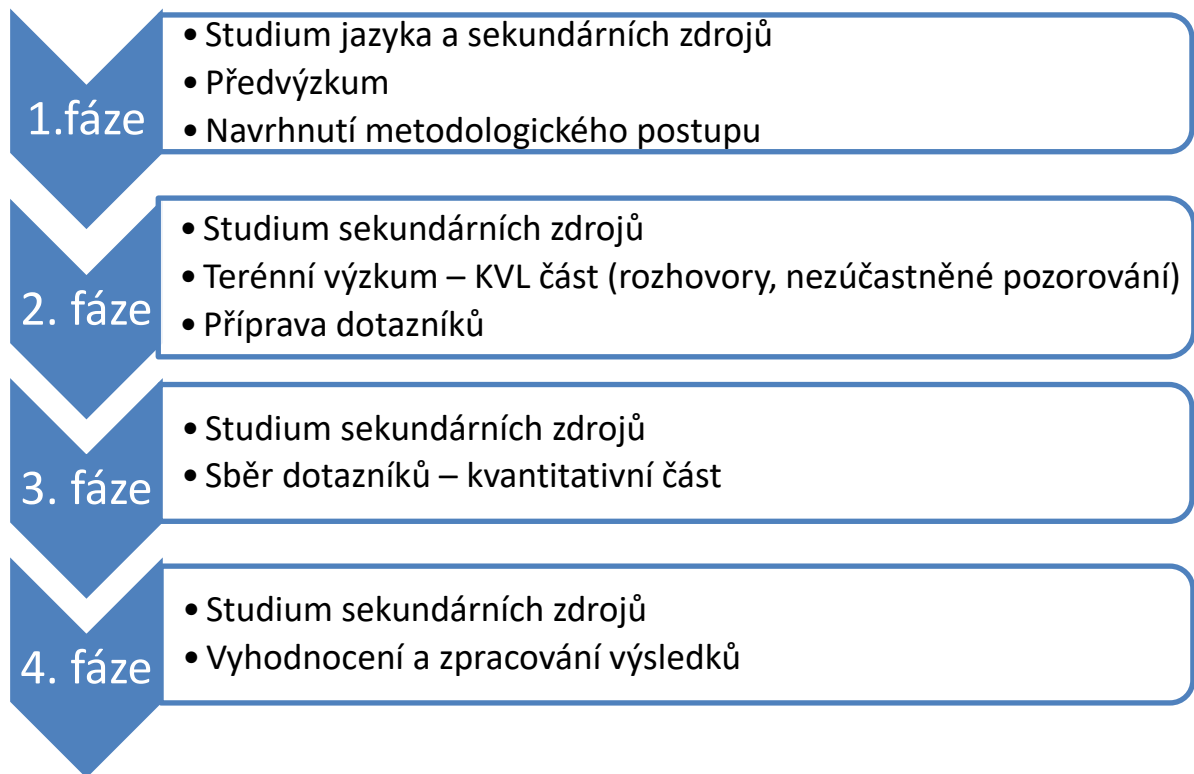 1.fáze
• Studium jazyka a sekundárních zdrojů
• Předvýzkum
• Navrhnutí metodologického postupu
2. fáze
• Studium sekundárních zdrojů
• Terénní výzkum – KVL část (rozhovory, nezúčastněné pozorování)
• Příprava dotazníků
3. fáze
• Studium sekundárních zdrojů
• Sběr dotazníků – kvantitativní část
4. fáze
• Studium sekundárních zdrojů
• Vyhodnocení a zpracování výsledků